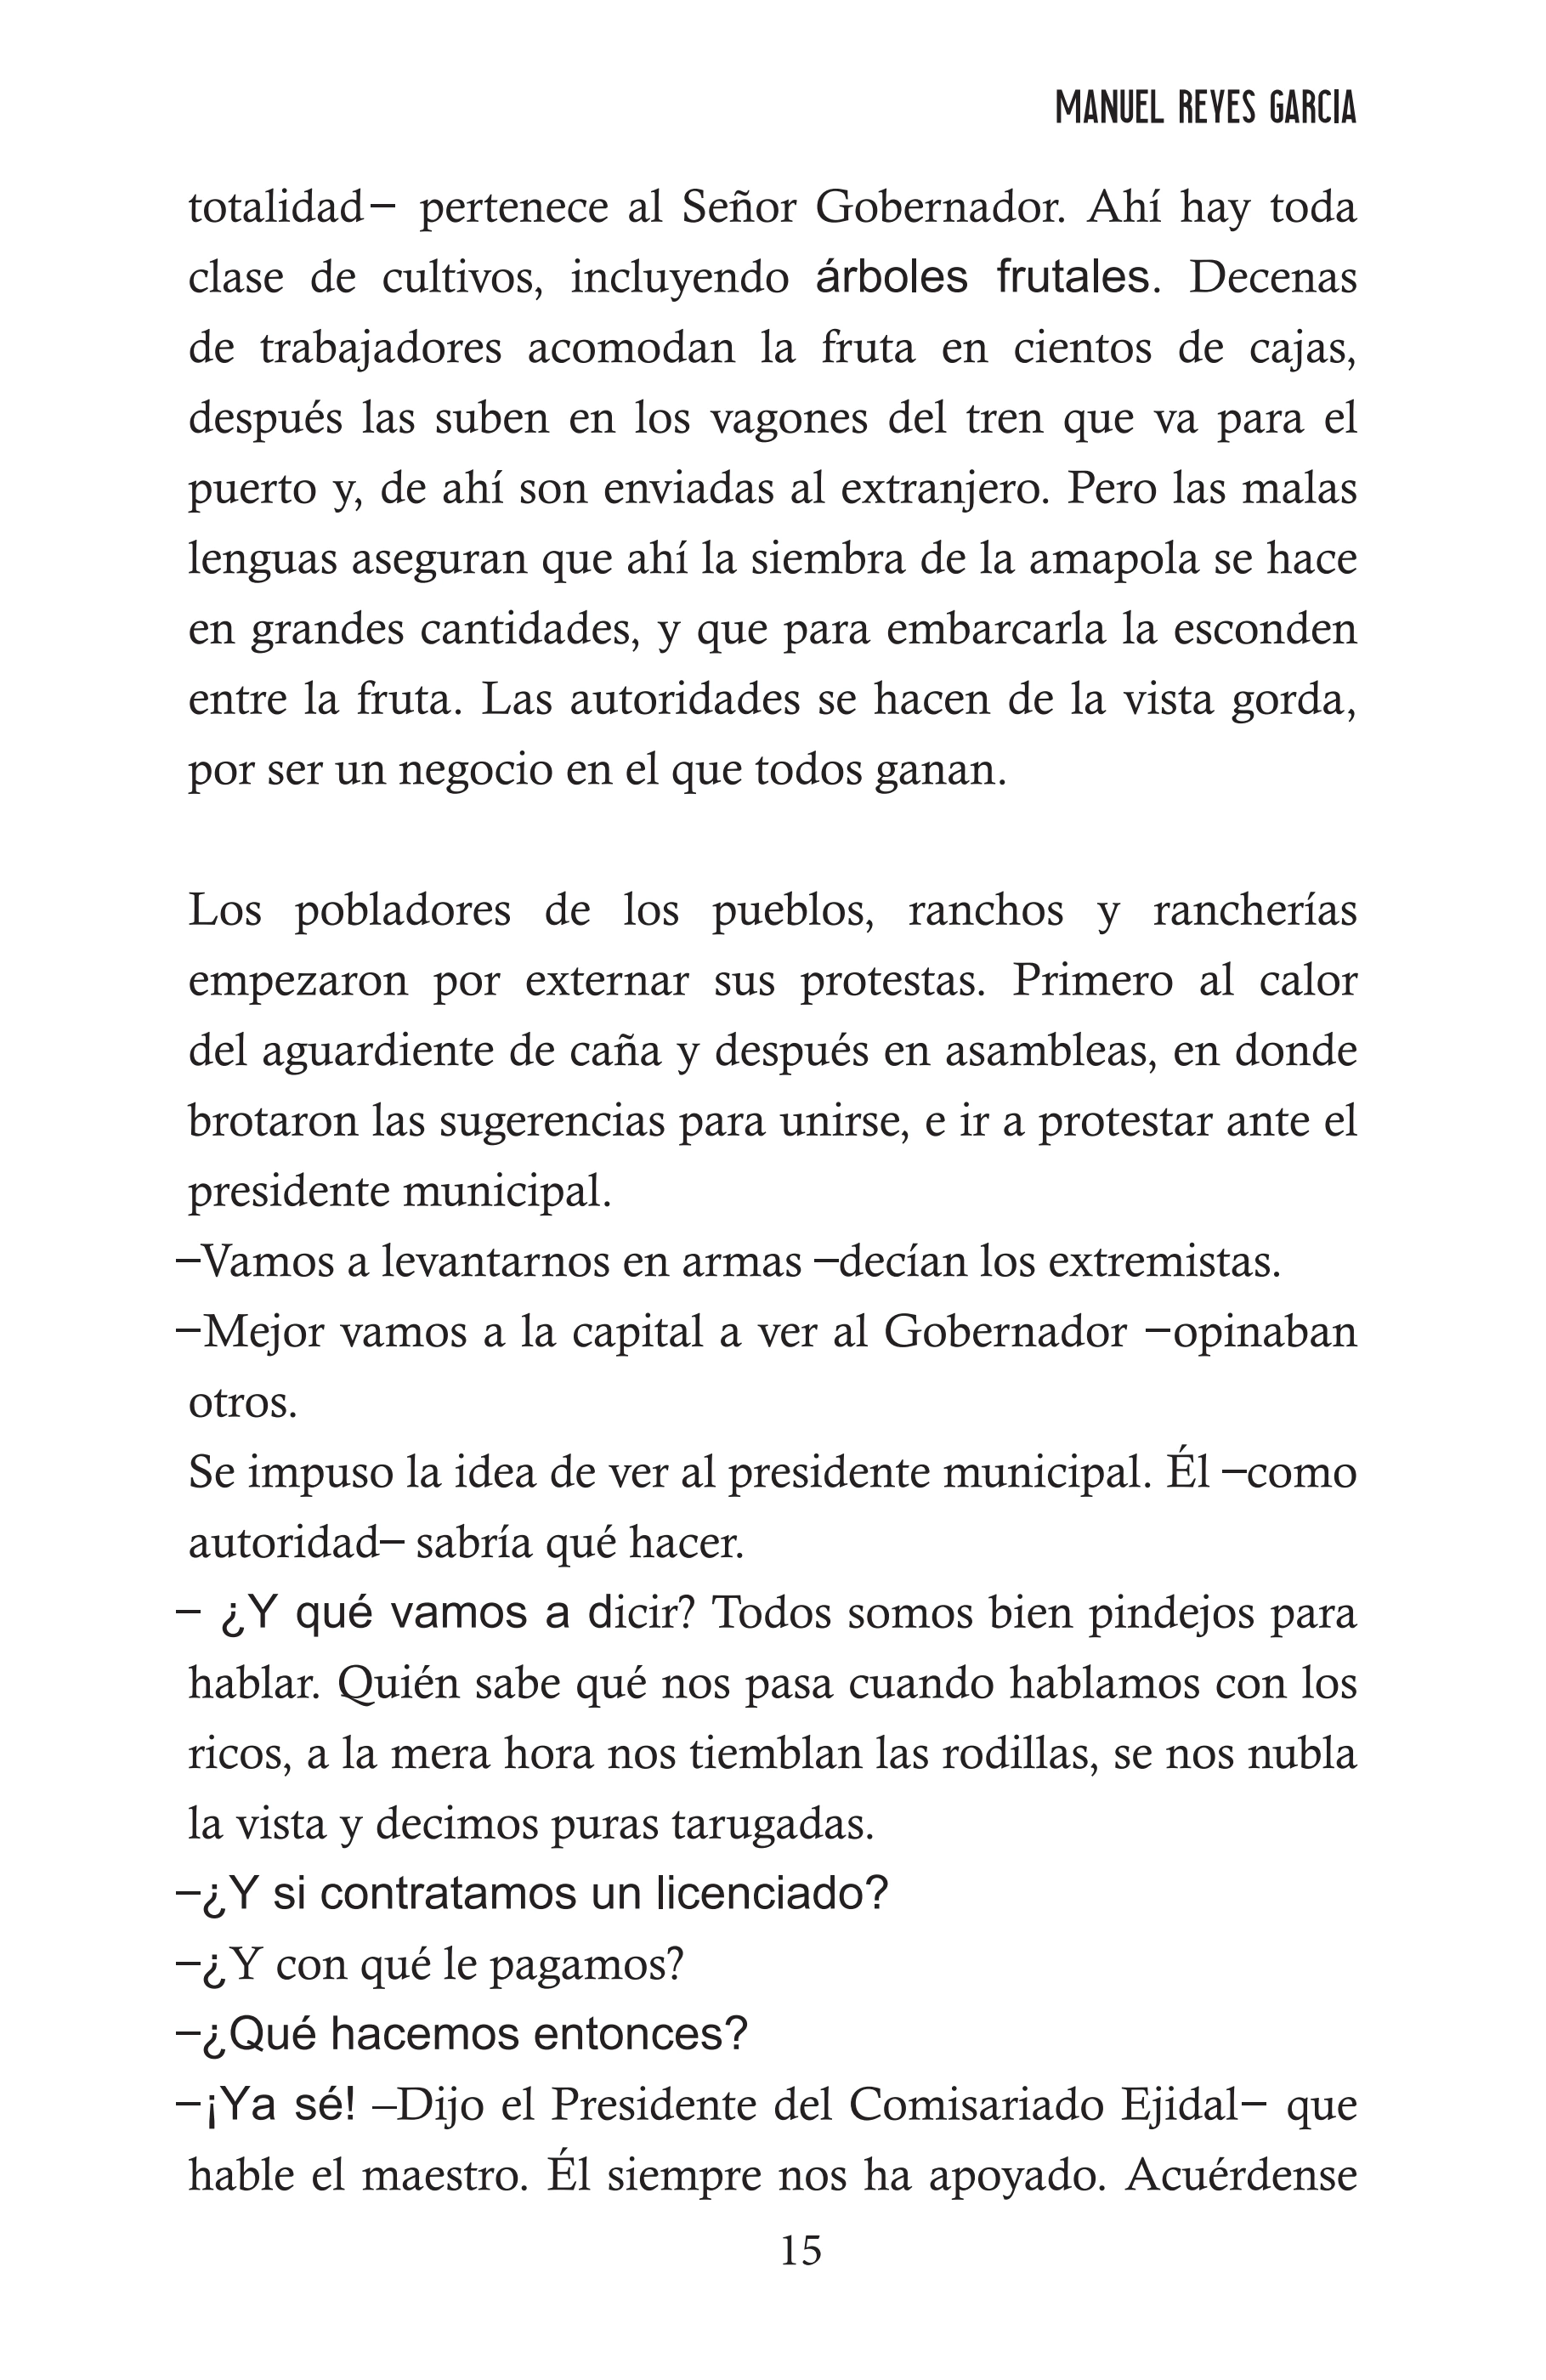 MANUEL REYES GARCIA
totalidad– pertenece al Señor Gobernador. Ahí hay toda
clase de cultivos, incluyendo árboles frutales. Decenas
de trabajadores acomodan la fruta en cientos de cajas,
después las suben en los vagones del tren que va para el
puerto y, de ahí son enviadas al extranjero. Pero las malas
lenguas aseguran que ahí la siembra de la amapola se hace
en grandes cantidades, y que para embarcarla la esconden
entre la fruta. Las autoridades se hacen de la vista gorda,
por ser un negocio en el que todos ganan.
Los pobladores de los pueblos, ranchos y rancherías
empezaron por externar sus protestas. Primero al calor
del aguardiente de caña y después en asambleas, en donde
brotaron las sugerencias para unirse, e ir a protestar ante el
presidente municipal.
–Vamos a levantarnos en armas –decían los extremistas.
–Mejor vamos a la capital a ver al Gobernador –opinaban
otros.
Se impuso la idea de ver al presidente municipal. Él –como
autoridad– sabría qué hacer.
– ¿Y qué vamos a dicir? Todos somos bien pindejos para
hablar. Quién sabe qué nos pasa cuando hablamos con los
ricos, a la mera hora nos tiemblan las rodillas, se nos nubla
la vista y decimos puras tarugadas.
–¿Y si contratamos un licenciado?
–¿Y con qué le pagamos?
–¿Qué hacemos entonces?
–¡Ya sé! –Dijo el Presidente del Comisariado Ejidal– que
hable el maestro. Él siempre nos ha apoyado. Acuérdense
15